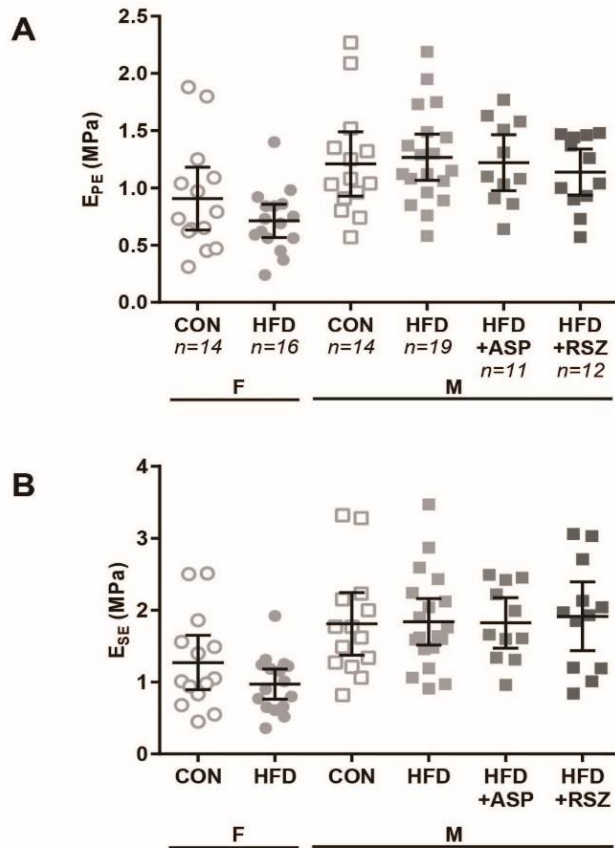 A
E_PE (MPa)
2.5
2.0
1.5
1.0
0.5
0.0
CON HFD CON HFD HFD HFD
+ASP +RSZ
n=14 n=16 n=14 n=19 n=11 n=12
F M
B
E_SE (MPa)
4
3
2
1
0
CON HFD CON HFD HFD HFD
+ASP +RSZ
F M